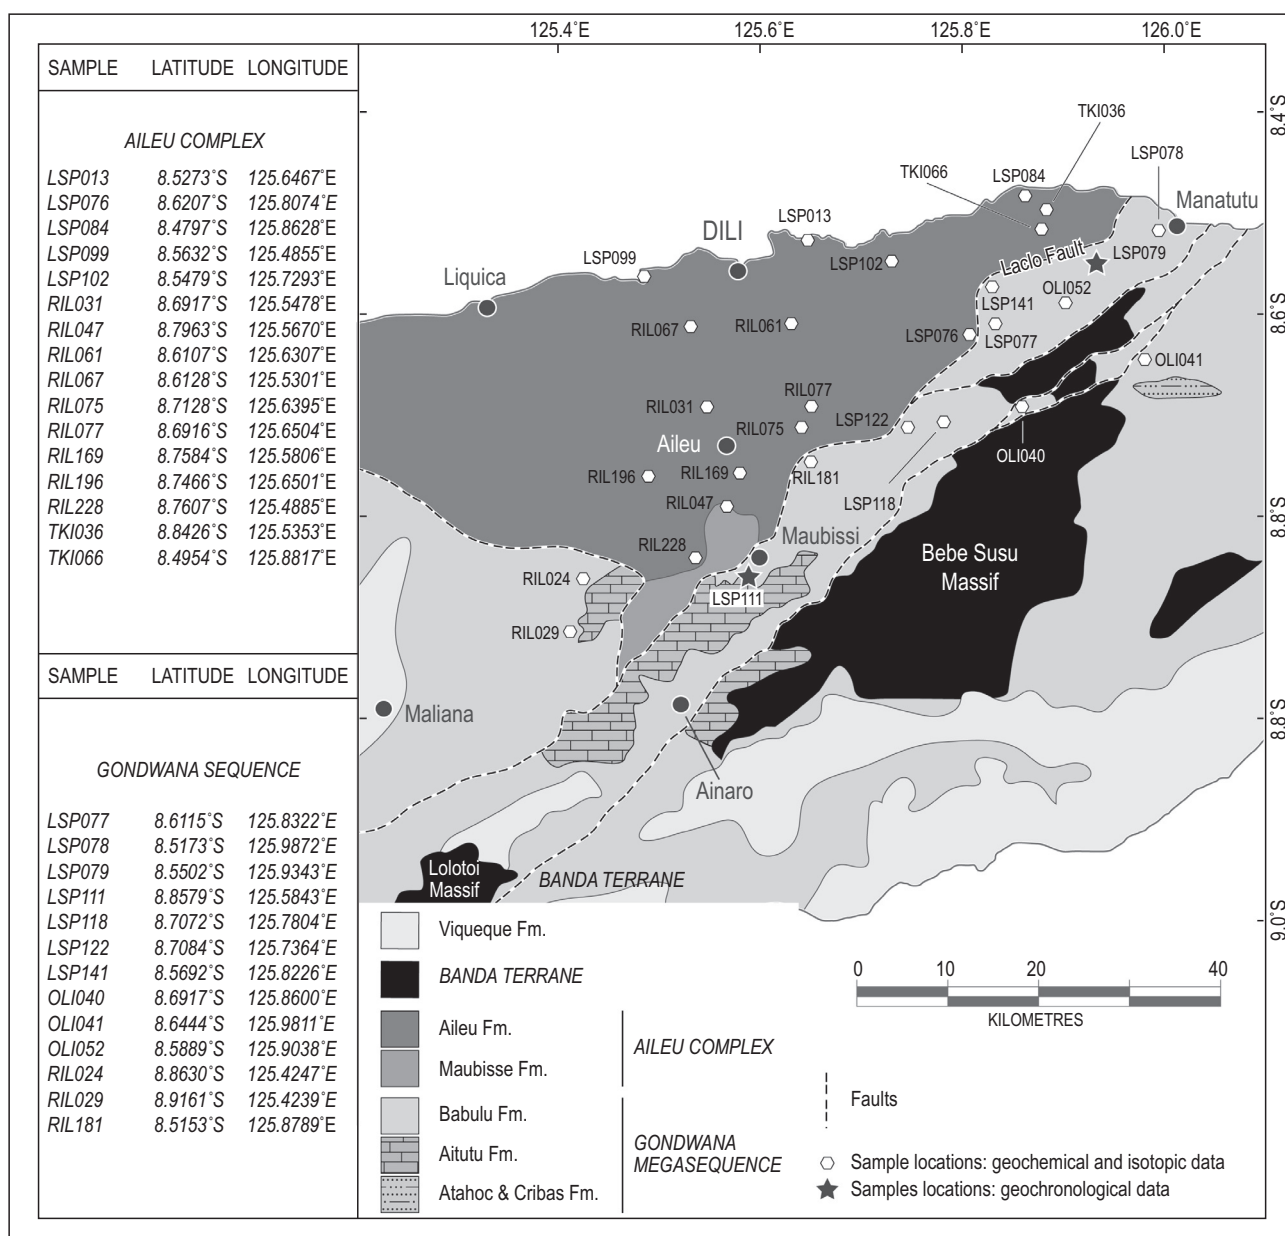 125.4˚E 125.6˚E 125.8˚E 126.0˚E
SAMPLE LATITUDE LONGITUDE
AILEU COMPLEX
LSP013 8.5273˚S 125.6467˚E
LSP076 8.6207˚S 125.8074˚E
LSP084 8.4797˚S 125.8628˚E
LSP099 8.5632˚S 125.4855˚E
LSP102 8.5479˚S 125.7293˚E
RIL031 8.6917˚S 125.5478˚E
RIL047 8.7963˚S 125.5670˚E
RIL061 8.6107˚S 125.6307˚E
RIL067 8.6128˚S 125.5301˚E
RIL075 8.7128˚S 125.6395˚E
RIL077 8.6916˚S 125.6504˚E
RIL169 8.7584˚S 125.5806˚E
RIL196 8.7466˚S 125.6501˚E
RIL228 8.7607˚S 125.4885˚E
TKI036 8.8426˚S 125.5353˚E
TKI066 8.4954˚S 125.8817˚E
SAMPLE LATITUDE LONGITUDE
GONDWANA SEQUENCE
LSP077 8.6115˚S 125.8322˚E
LSP078 8.5173˚S 125.9872˚E
LSP079 8.5502˚S 125.9343˚E
LSP111 8.8579˚S 125.5843˚E
LSP118 8.7072˚S 125.7804˚E
LSP122 8.7084˚S 125.7364˚E
LSP141 8.5692˚S 125.8226˚E
OLI040 8.6917˚S 125.8600˚E
OLI041 8.6444˚S 125.9811˚E
OLI052 8.5889˚S 125.9038˚E
RIL024 8.8630˚S 125.4247˚E
RIL029 8.9161˚S 125.4239˚E
RIL181 8.5153˚S 125.8789˚E
8.4˚S
TKI036
LSP078
TKI066
LSP084
Manatutu
LSP013
DILI
LSP099
LSP102
Laclo Fault
LSP079
Liquica
OLI052
LSP141
8.6˚S
RIL067
RIL061
LSP076
LSP077
OLI041
RIL077
RIL031
RIL075
LSP122
Aileu
OLI040
RIL196
RIL169
RIL181
RIL047
LSP118
8.8˚S
Maubissi
RIL228
Bebe Susu
Massif
RIL024
LSP111
RIL029
Maliana
8.8˚S
Ainaro
Lolotoi
Massif
BANDA TERRANE
9.0˚S
Viqueque Fm.
BANDA TERRANE
Aileu Fm.
Maubisse Fm.
AILEU COMPLEX
Babulu Fm.
Aitutu Fm.
Atahoc & Cribas Fm.
GONDWANA
MEGASEQUENCE
0 10 20 30 40
KILOMETRES
Faults
Sample locations: geochemical and isotopic data
Samples locations: geochronological data